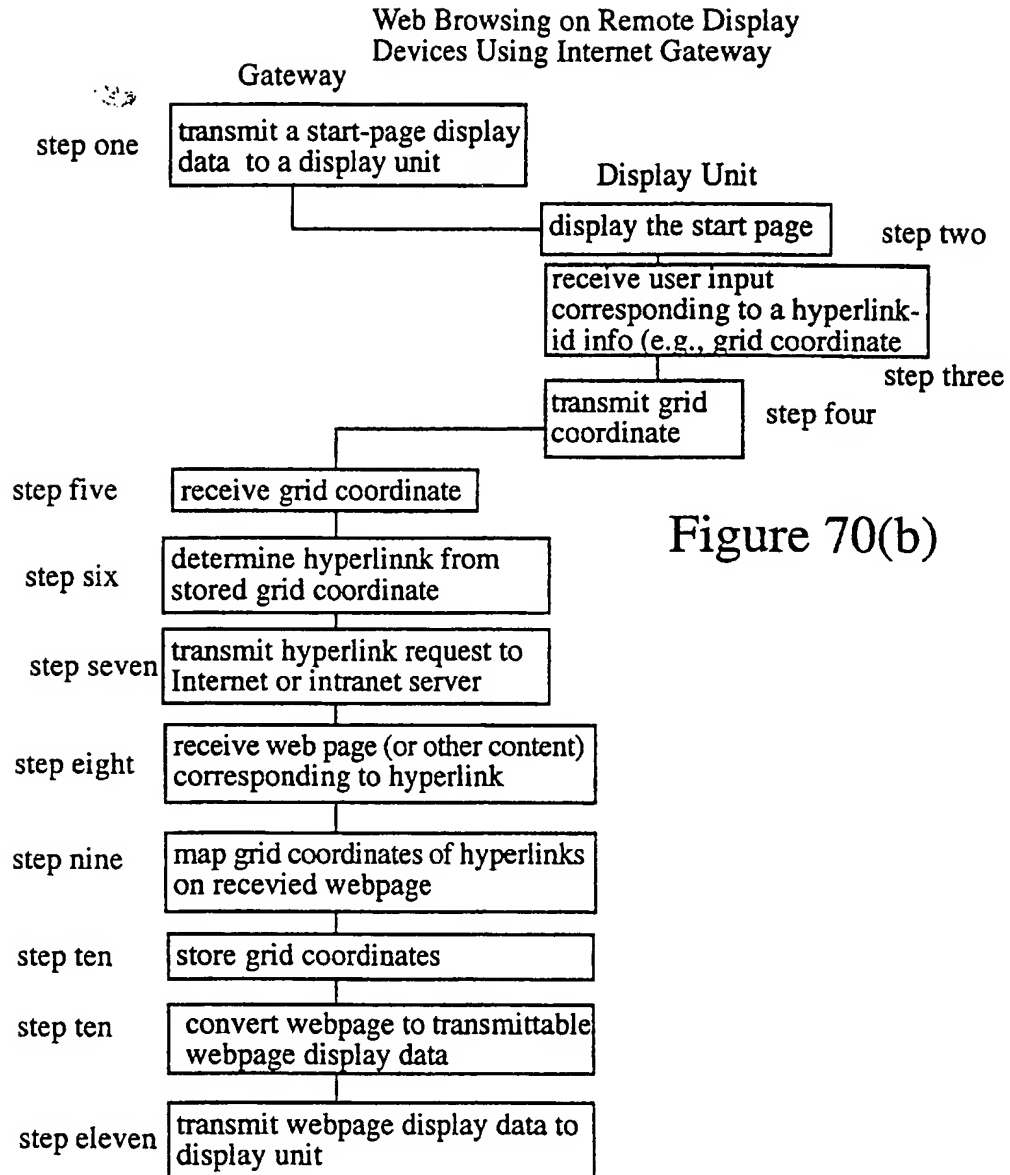 Web Browsing on Remote Display
Devices Using Internet Gateway
Gateway
step one
transmit a start-page display
data to a display unit
Display Unit
display the start page
step two
receive user input
corresponding to a hyperlink-
id info (e.g., grid coordinate
step three
transmit grid
coordinate
step four
step five
receive grid coordinate
Figure 70(b)
step six
determine hyperlinnk from
stored grid coordinate
step seven
transmit hyperlink request to
Internet or intranet server
step eight
receive web page (or other content)
corresponding to hyperlink
step nine
map grid coordinates of hyperlinks
on recevied webpage
step ten
store grid coordinates
step ten
convert webpage to transmittable
webpage display data
step eleven
transmit webpage display data to
display unit